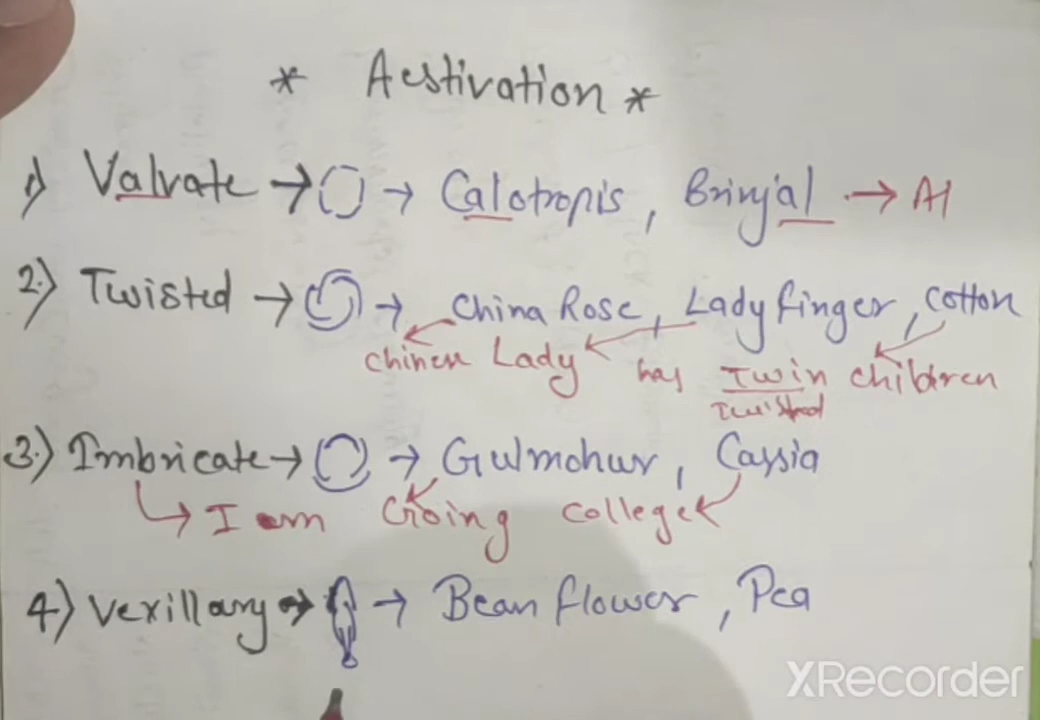 * Aestivation *
1) Valvate → → Calotropis, Brinjal → Al
2.) Twisted → → China Rose, Lady finger, Cotton
chinese Lady has Twin children
Twisted
3.) Imbricate → → Gulmohur, Cassia
I am Going college
4.) Vexillary → → Bean flower, Pea
XRecorder